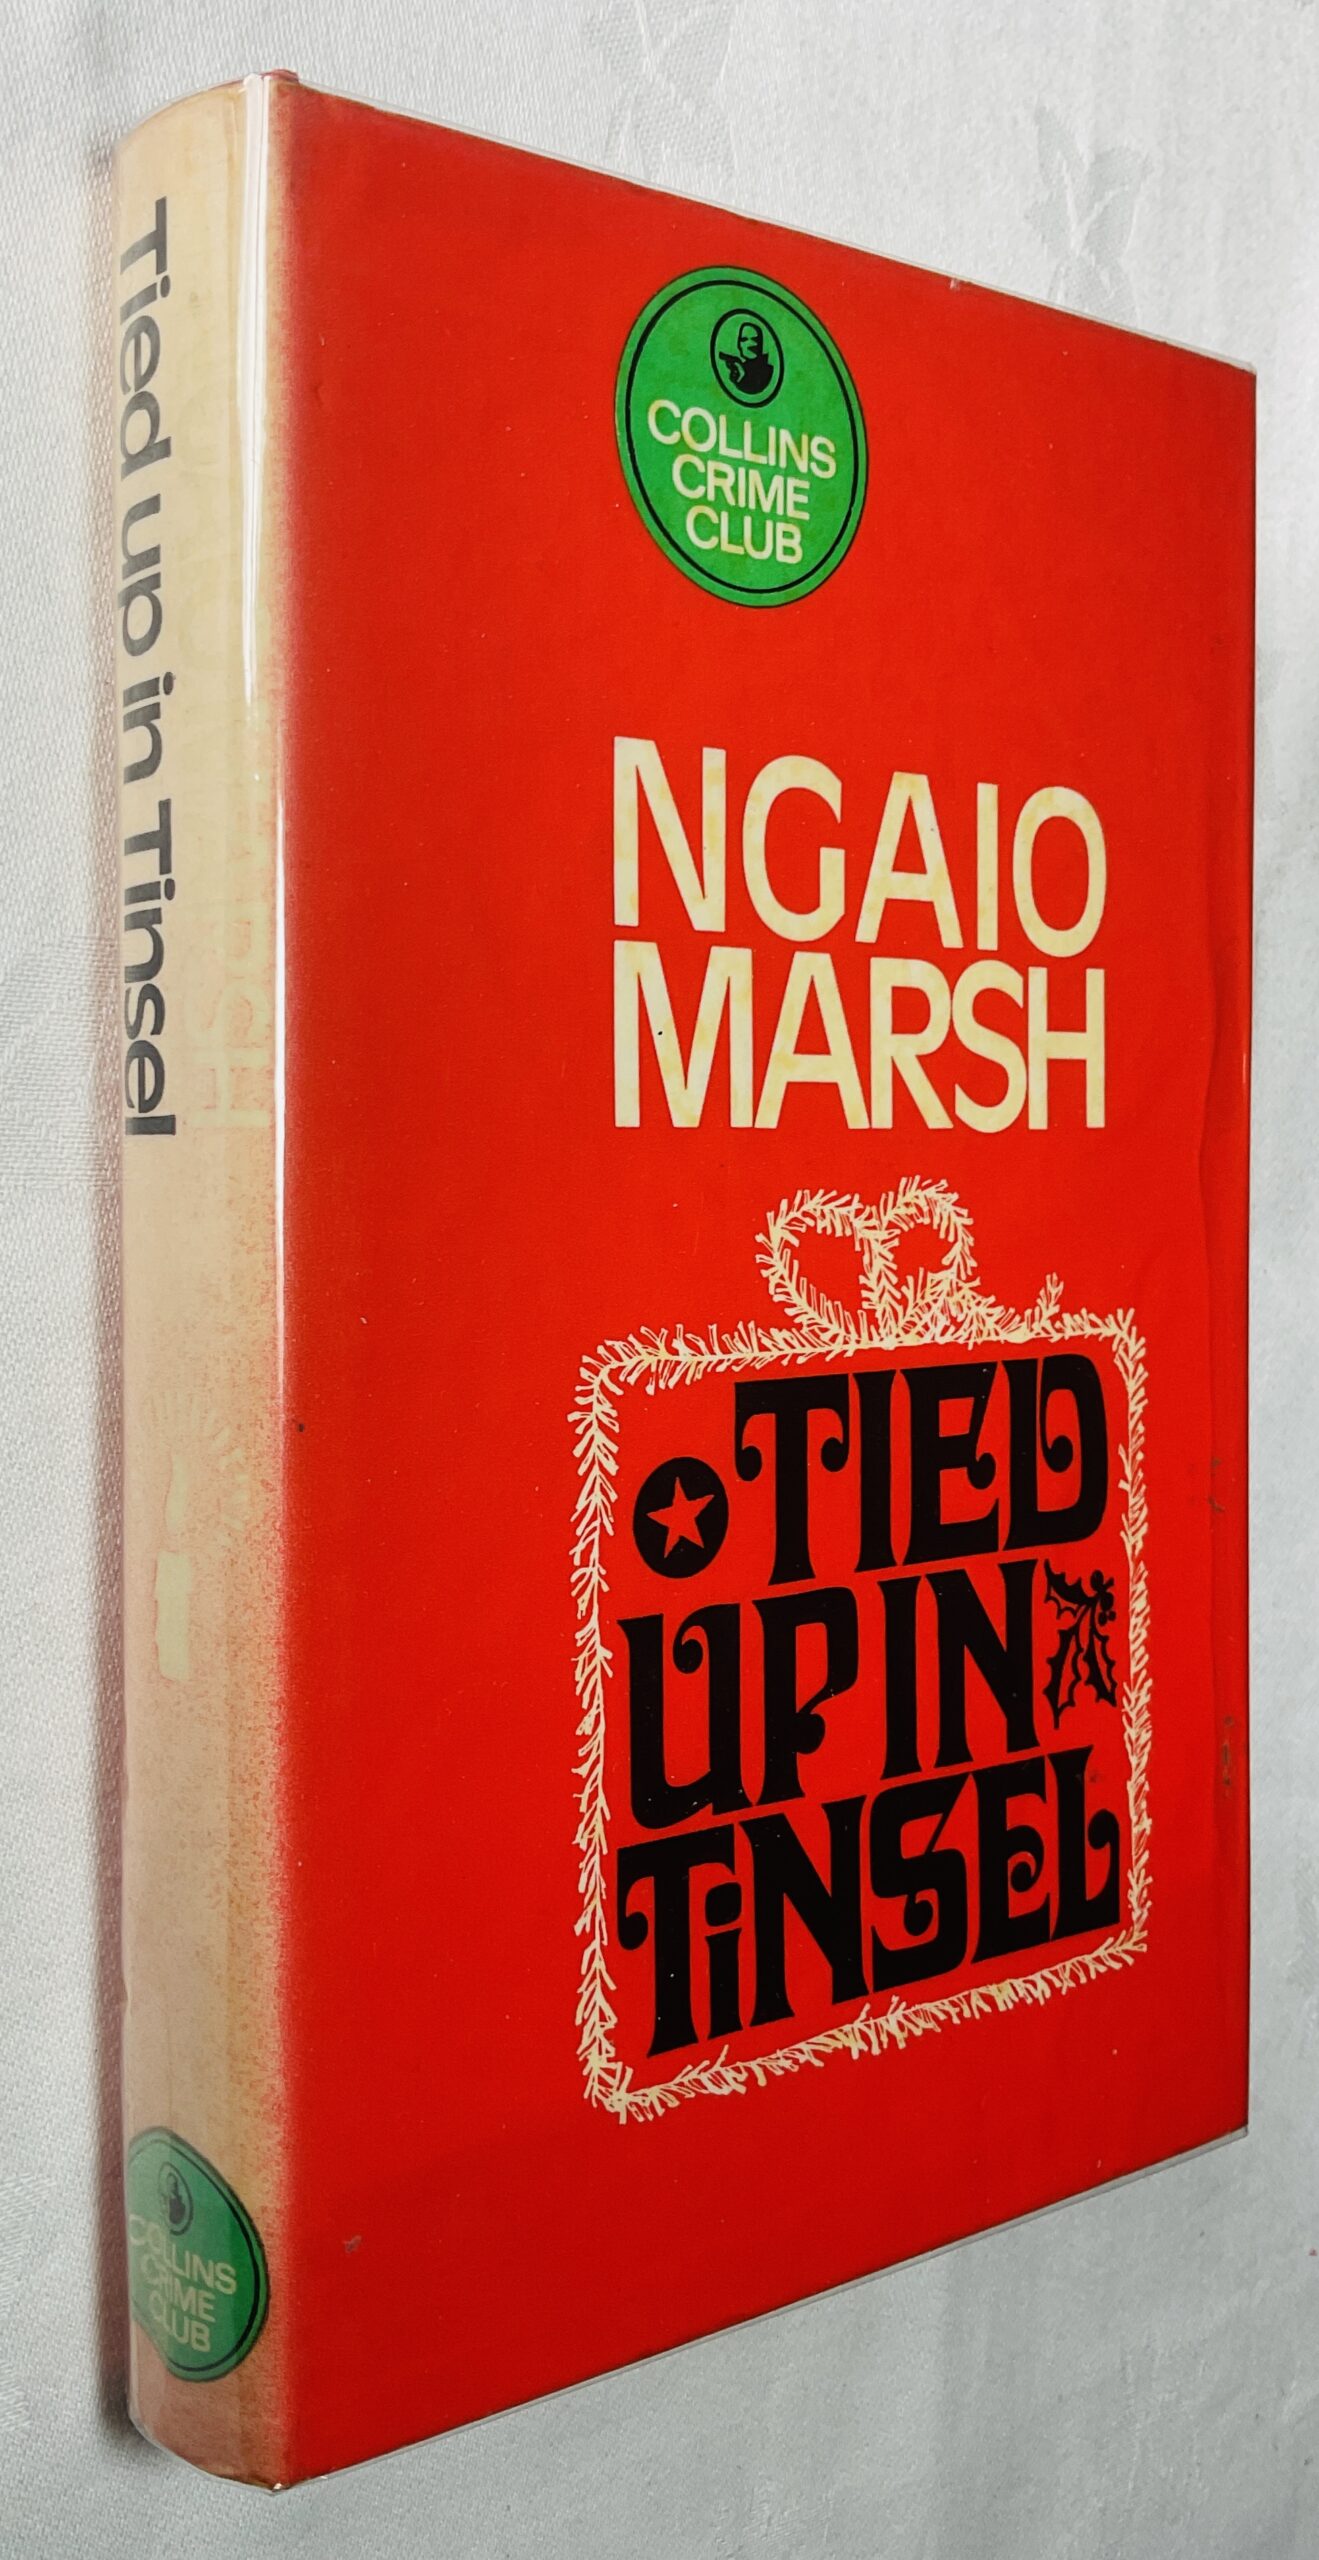 Tied up in Tinsel
COLLINS
CRIME
CLUB
COLLINS
CRIME
CLUB
NGAIO
MARSH
TIED
UP IN
TiNSEL